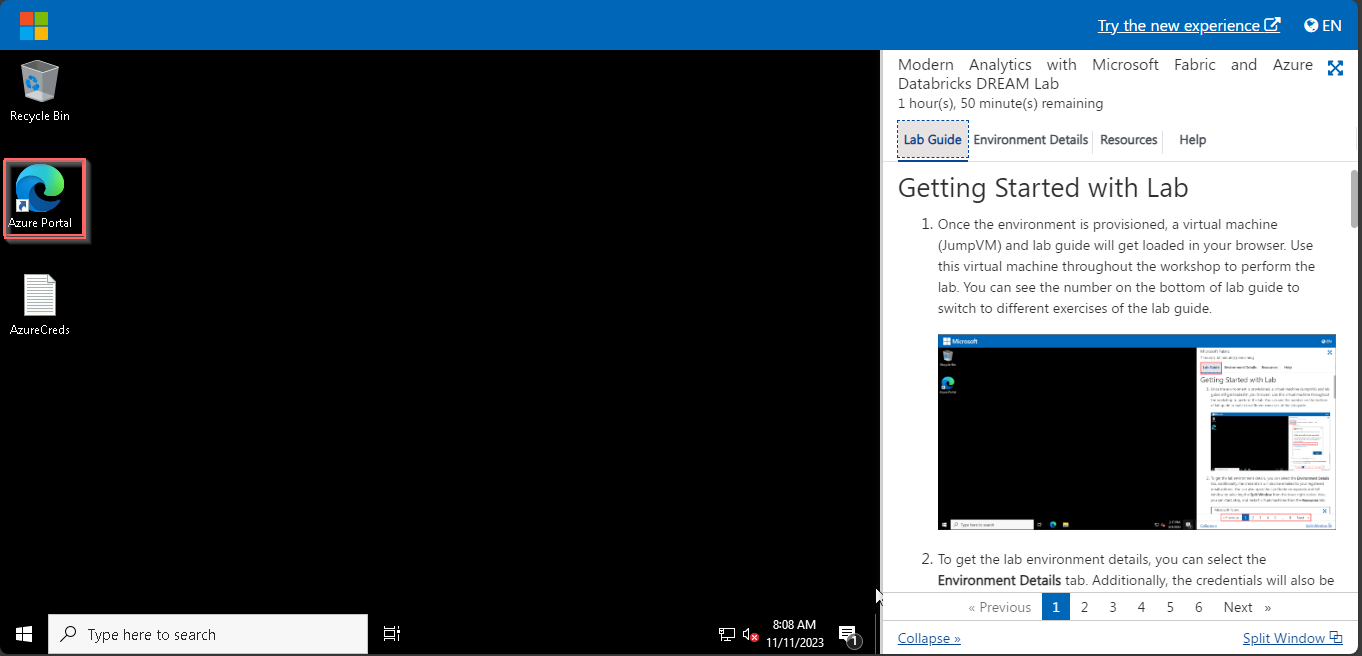 Try the new experience
EN
Recycle Bin
Azure Portal
AzureCreds
Type here to search
8:08 AM
11/11/2023
1
Modern Analytics with Microsoft Fabric and Azure
Databricks DREAM Lab
1 hour(s), 50 minute(s) remaining
Lab Guide Environment Details Resources Help
Getting Started with Lab
1. Once the environment is provisioned, a virtual machine
(JumpVM) and lab guide will get loaded in your browser. Use
this virtual machine throughout the workshop to perform the
lab. You can see the number on the bottom of lab guide to
switch to different exercises of the lab guide.
Microsoft
Getting Started with Lab
2. To get the lab environment details, you can select the
Environment Details tab. Additionally, the credentials will also be
« Previous 1 2 3 4 5 6 Next »
Collapse » Split Window